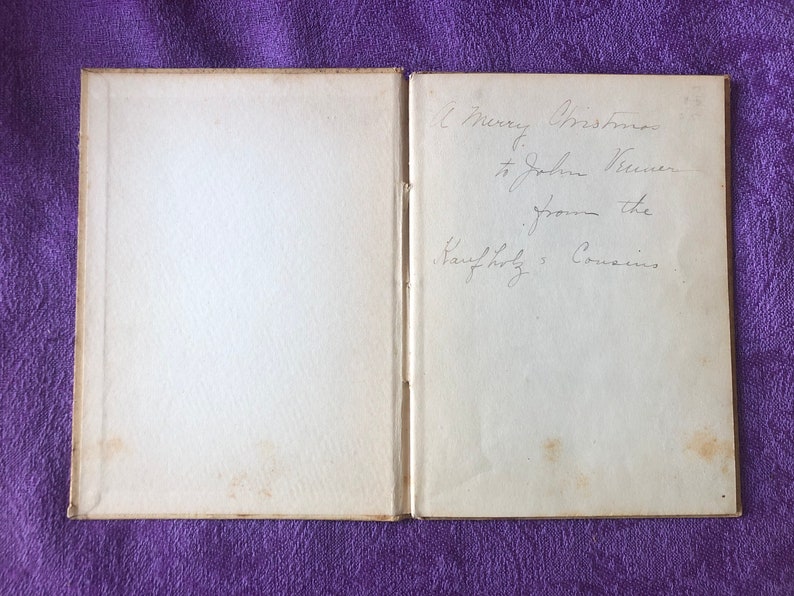 A Merry Christmas
to John Venner
from the
Kaufholz s Cousins